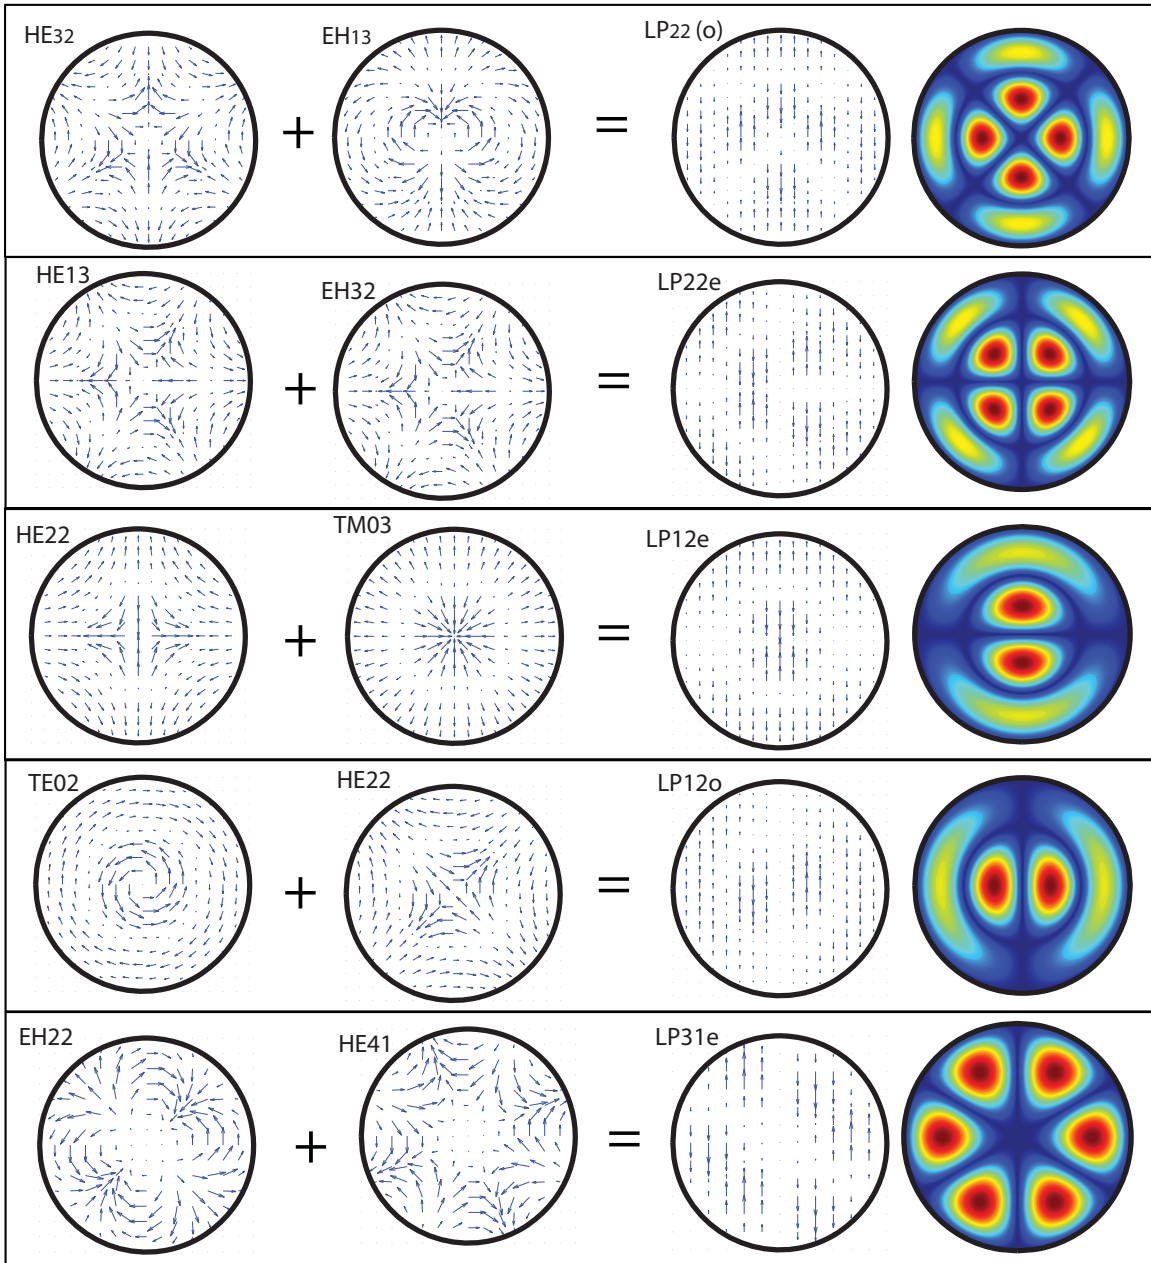 HE32 + EH13 = LP22 (o)
HE13 + EH32 = LP22e
HE22 + TM03 = LP12e
TE02 + HE22 = LP12o
EH22 + HE41 = LP31e